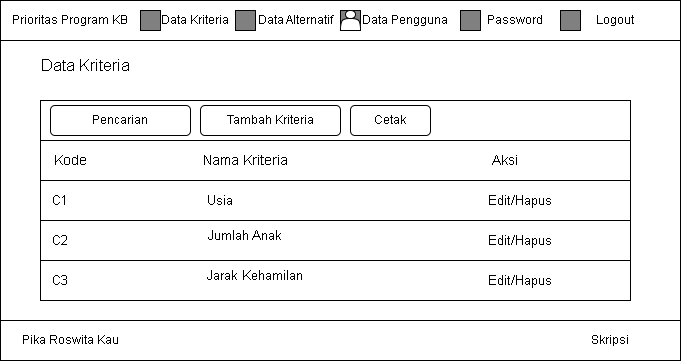 Prioritas Program KB Data Kriteria Data Alternatif Data Pengguna Password Logout
Data Kriteria
Pencarian Tambah Kriteria Cetak
Kode Nama Kriteria Aksi
C1 Usia Edit/Hapus
C2 Jumlah Anak Edit/Hapus
C3 Jarak Kehamilan Edit/Hapus
Pika Roswita Kau Skripsi